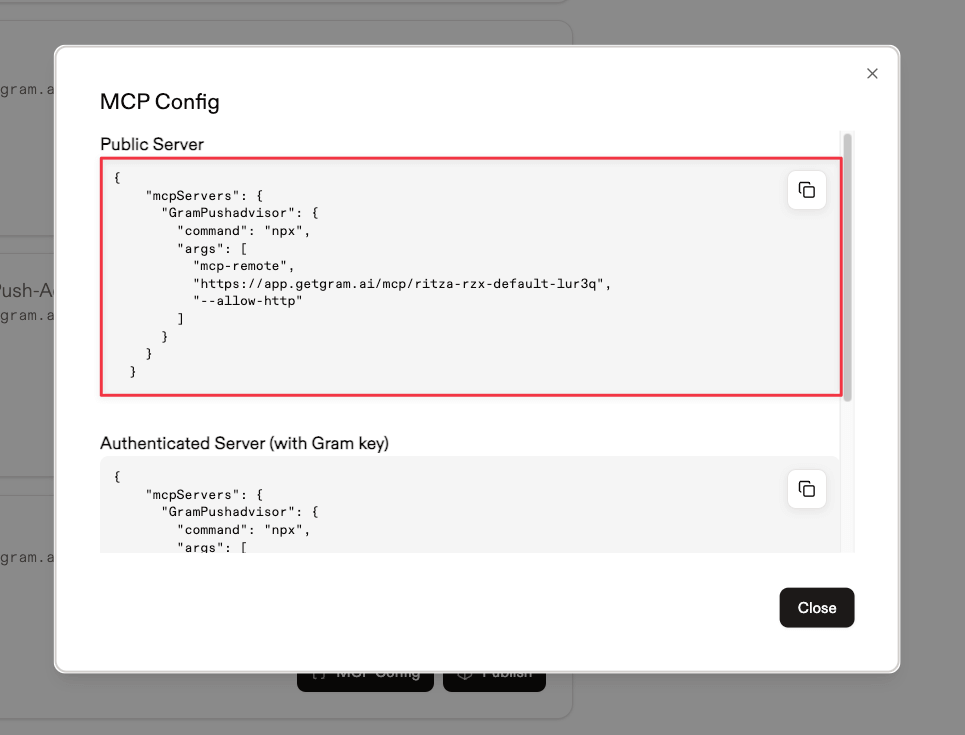 gram.a
MCP Config
Public Server
{
"mcpServers": {
"GramPushadvisor": {
"command": "npx",
"args": [
"mcp-remote",
"https://app.getgram.ai/mcp/ritza-rzx-default-lur3q",
"--allow-http"
]
}
}
}
Push-A
gram.a
Authenticated Server (with Gram key)
{
"mcpServers": {
"GramPushadvisor": {
"command": "npx",
"args": [
gram.a
Close
MCP Config
Publish